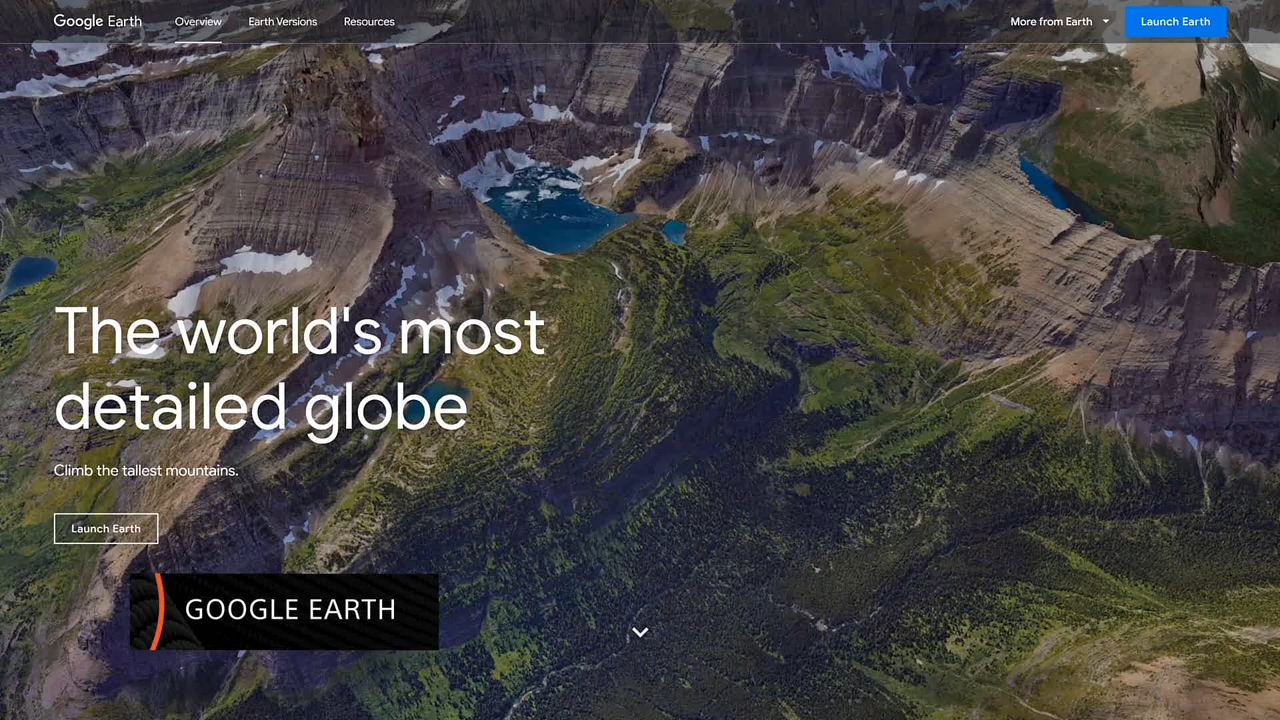 Google Earth
Overview
Earth Versions
Resources
More from Earth
Launch Earth
The world's most
detailed globe
Climb the tallest mountains.
Launch Earth
GOOGLE EARTH